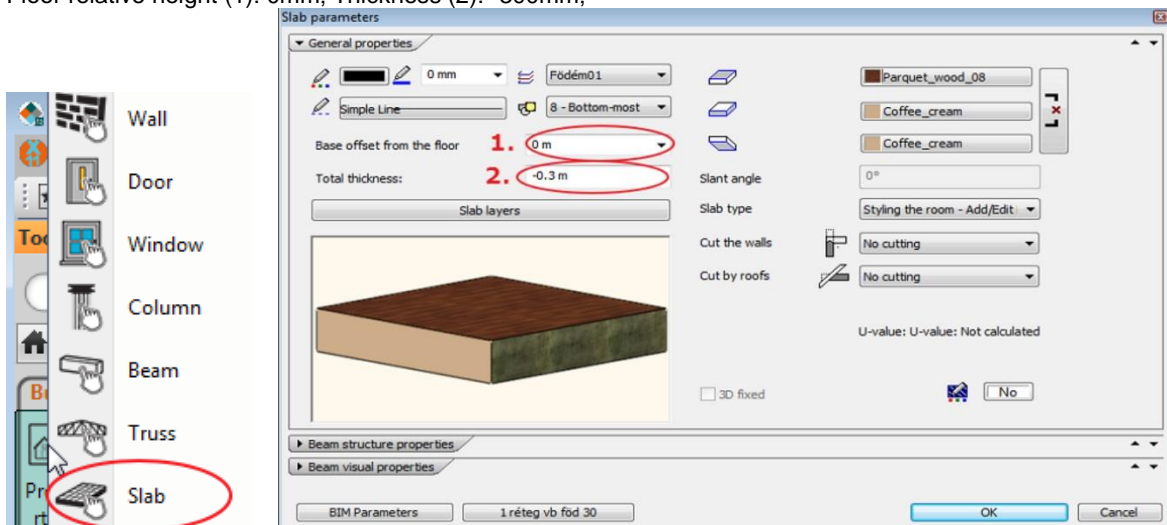 Floor relative height (1): 0mm; Thickness (2): -300mm;
Slab parameters
General properties
0 mm
Födém01
Parquet_wood_08
Simple Line
8 - Bottom-most
Coffee_cream
Base offset from the floor
1.
0 m
Coffee_cream
Total thickness:
2.
-0.3 m
Slant angle
0°
Slab layers
Slab type
Styling the room - Add/Edit
Cut the walls
No cutting
Cut by roofs
No cutting
U-value: U-value: Not calculated
3D fixed
No
Beam structure properties
Beam visual properties
BIM Parameters
1 réteg vb föd 30
OK
Cancel
Wall
Door
Window
Column
Beam
Truss
Slab
Too
Pr